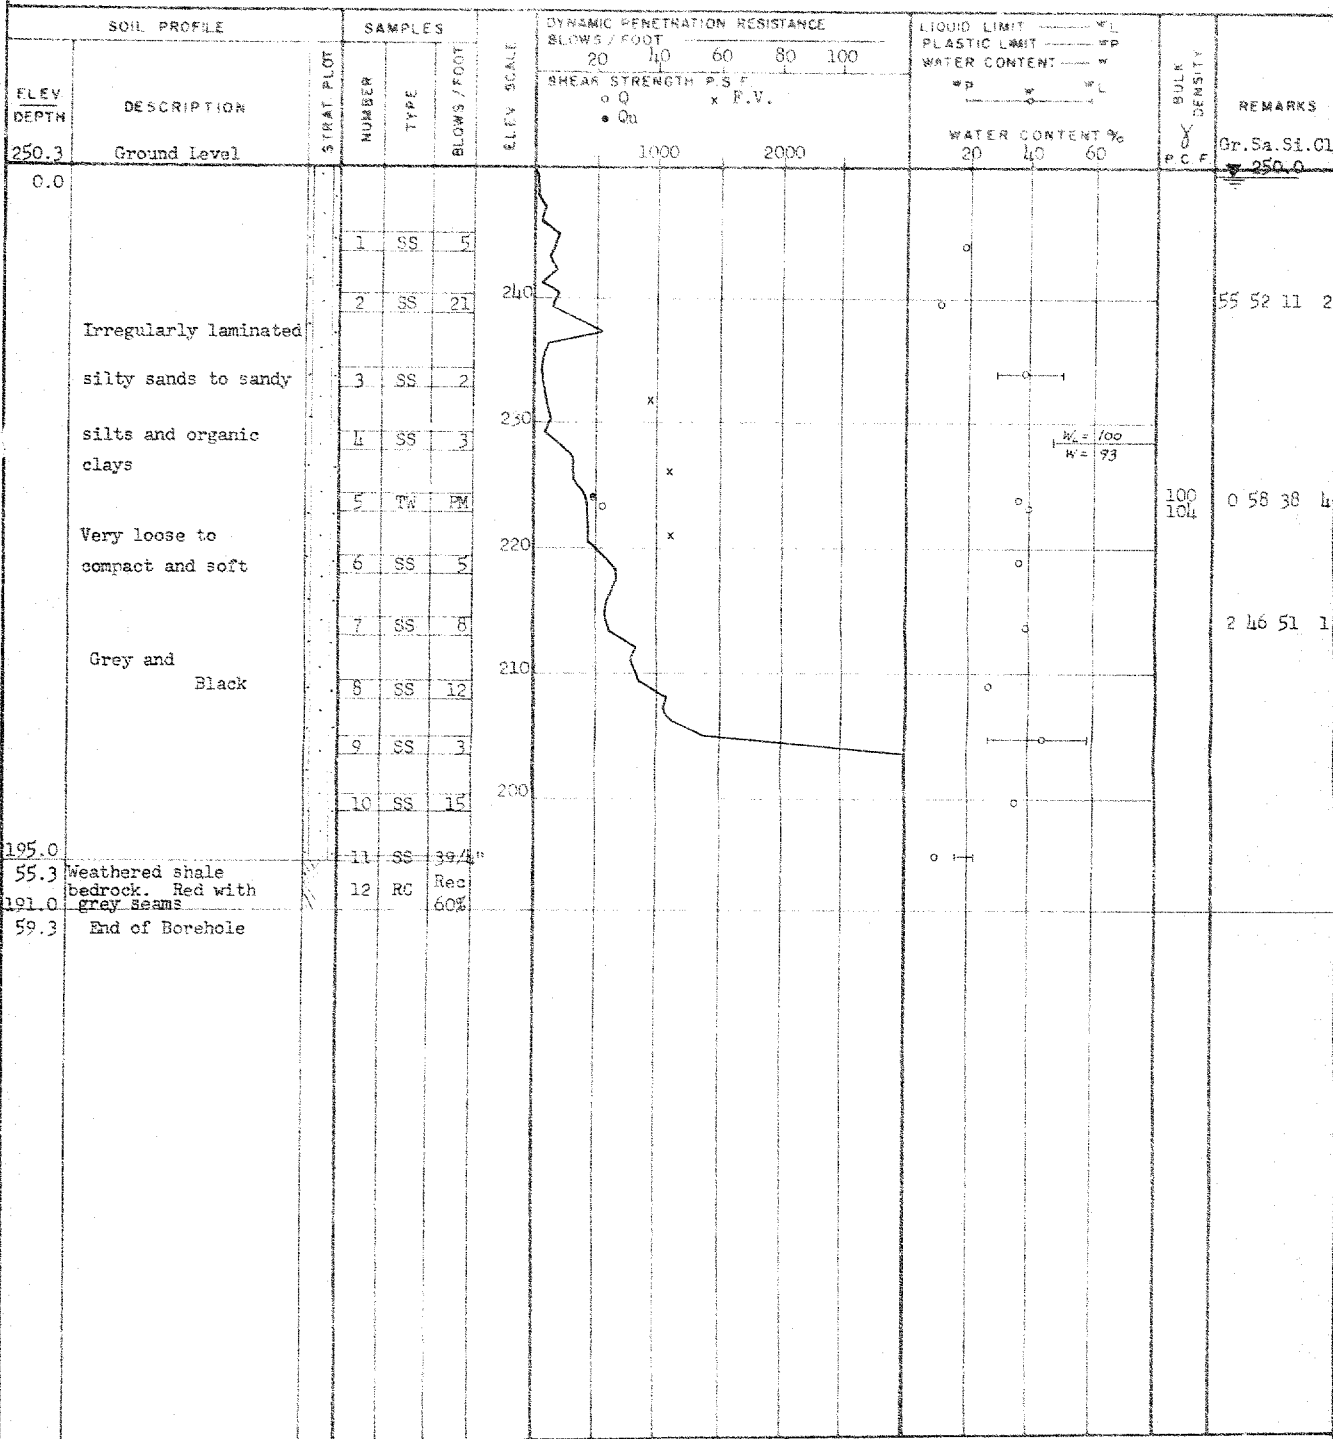 SOIL PROFILE
SAMPLES
DYNAMIC PENETRATION RESISTANCE
BLOWS / FOOT
20 40 60 80 100
SHEAR STRENGTH P.S.F.
o Q x F.V.
• Qu
1000 2000
LIQUID LIMIT —— WL
PLASTIC LIMIT —— WP
WATER CONTENT —— W
WP W WL
WATER CONTENT %
20 40 60
BULK DENSITY
γ
P.C.F.
REMARKS
Gr.Sa.Si.Cl
250.0
ELEV
DEPTH
DESCRIPTION
STRAT PLOT
NUMBER
TYPE
BLOWS / FOOT
ELEV SCALE
250.3 Ground Level
0.0
1 SS 5
240
2 SS 21
55 52 11 2
Irregularly laminated
silty sands to sandy
3 SS 2
230
silts and organic
4 SS 3
WL = 100
W = 93
clays
5 TW PM
100
104
0 58 38 4
Very loose to
220
compact and soft
6 SS 5
7 SS 8
2 46 51 1
Grey and
210
Black
8 SS 12
9 SS 3
200
10 SS 15
195.0
11 SS 39/4"
55.3 Weathered shale
bedrock. Red with
12 RC Rec
60%
191.0 grey seams
59.3 End of Borehole